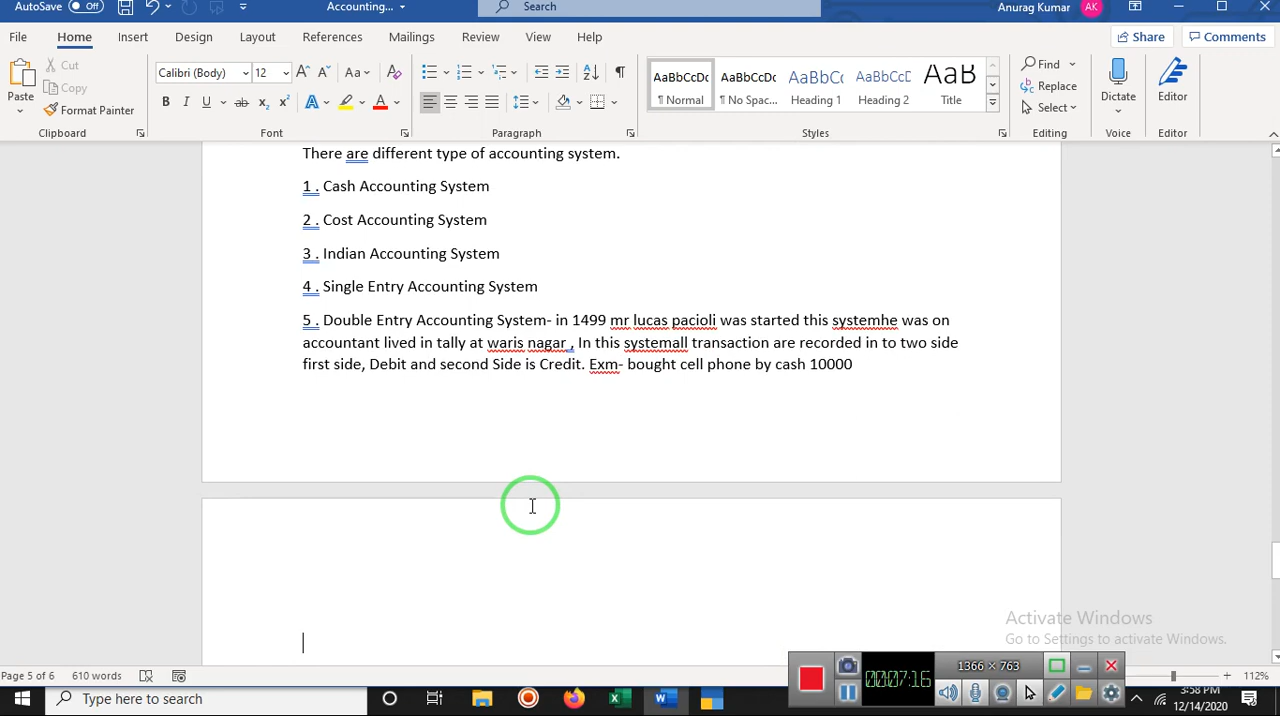 AutoSave Off Accounting... Search Anurag Kumar AK
File Home Insert Design Layout References Mailings Review View Help Share Comments
Paste Cut Copy Format Painter
Calibri (Body) 12
AaBbCcDc AaBbCcDc AaBbCc AaBbCcD AaB
¶ Normal ¶ No Spac... Heading 1 Heading 2 Title
Find Replace Select Dictate Editor
Clipboard Font Paragraph Styles Editing Voice Editor
There are different type of accounting system.
1 . Cash Accounting System
2 . Cost Accounting System
3 . Indian Accounting System
4 . Single Entry Accounting System
5 . Double Entry Accounting System- in 1499 mr lucas pacioli was started this systemhe was on
accountant lived in tally at waris nagar , In this systemall transaction are recorded in to two side
first side, Debit and second Side is Credit. Exm- bought cell phone by cash 10000
Activate Windows
Go to Settings to activate Windows.
Page 5 of 6 610 words 112%
00:07:16 1366 × 763
Type here to search
3:58 PM
12/14/2020